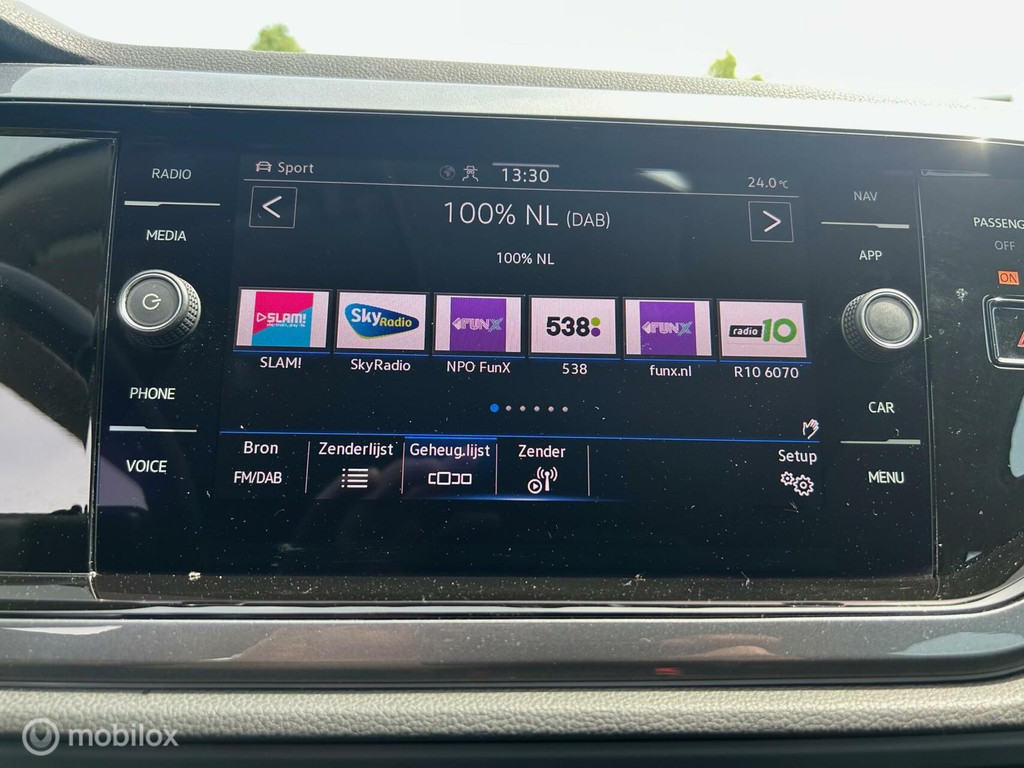 RADIO
MEDIA
PHONE
VOICE
Sport
13:30
24.0°C
100% NL (DAB)
100% NL
SLAM!
Sky Radio
FUNX
538
FUNX
radio 10
SLAM!
SkyRadio
NPO FunX
538
funx.nl
R10 6070
Bron
FM/DAB
Zenderlijst
Geheug.lijst
Zender
Setup
NAV
APP
CAR
MENU
PASSENG
OFF
ON
mobilox